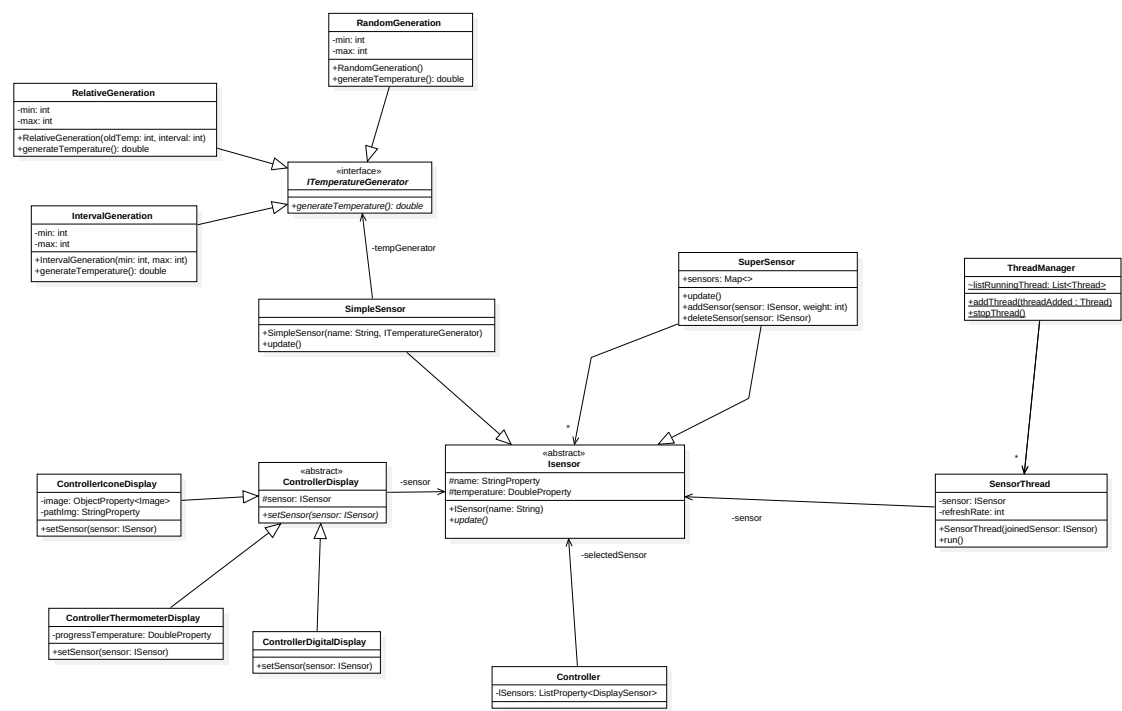 RandomGeneration
-min: int
-max: int
+RandomGeneration()
+generateTemperature(): double
RelativeGeneration
-min: int
-max: int
+RelativeGeneration(oldTemp: int, interval: int)
+generateTemperature(): double
«interface»
ITemperatureGenerator
+generateTemperature(): double
IntervalGeneration
-min: int
-max: int
+IntervalGeneration(min: int, max: int)
+generateTemperature(): double
-tempGenerator
SuperSensor
+sensors: Map<>
+update()
+addSensor(sensor: ISensor, weight: int)
+deleteSensor(sensor: ISensor)
ThreadManager
~listRunningThread: List<Thread>
+addThread(threadAdded : Thread)
+stopThread()
SimpleSensor
+SimpleSensor(name: String, ITemperatureGenerator)
+update()
*
*
«abstract»
Isensor
#name: StringProperty
#temperature: DoubleProperty
+ISensor(name: String)
+update()
«abstract»
ControllerDisplay
#sensor: ISensor
+setSensor(sensor: ISensor)
-sensor
ControllerIconeDisplay
-image: ObjectProperty<Image>
-pathImg: StringProperty
+setSensor(sensor: ISensor)
SensorThread
-sensor: ISensor
-refreshRate: int
+SensorThread(joinedSensor: ISensor)
+run()
-sensor
-selectedSensor
ControllerThermometerDisplay
-progressTemperature: DoubleProperty
+setSensor(sensor: ISensor)
ControllerDigitalDisplay
+setSensor(sensor: ISensor)
Controller
-lSensors: ListProperty<DisplaySensor>